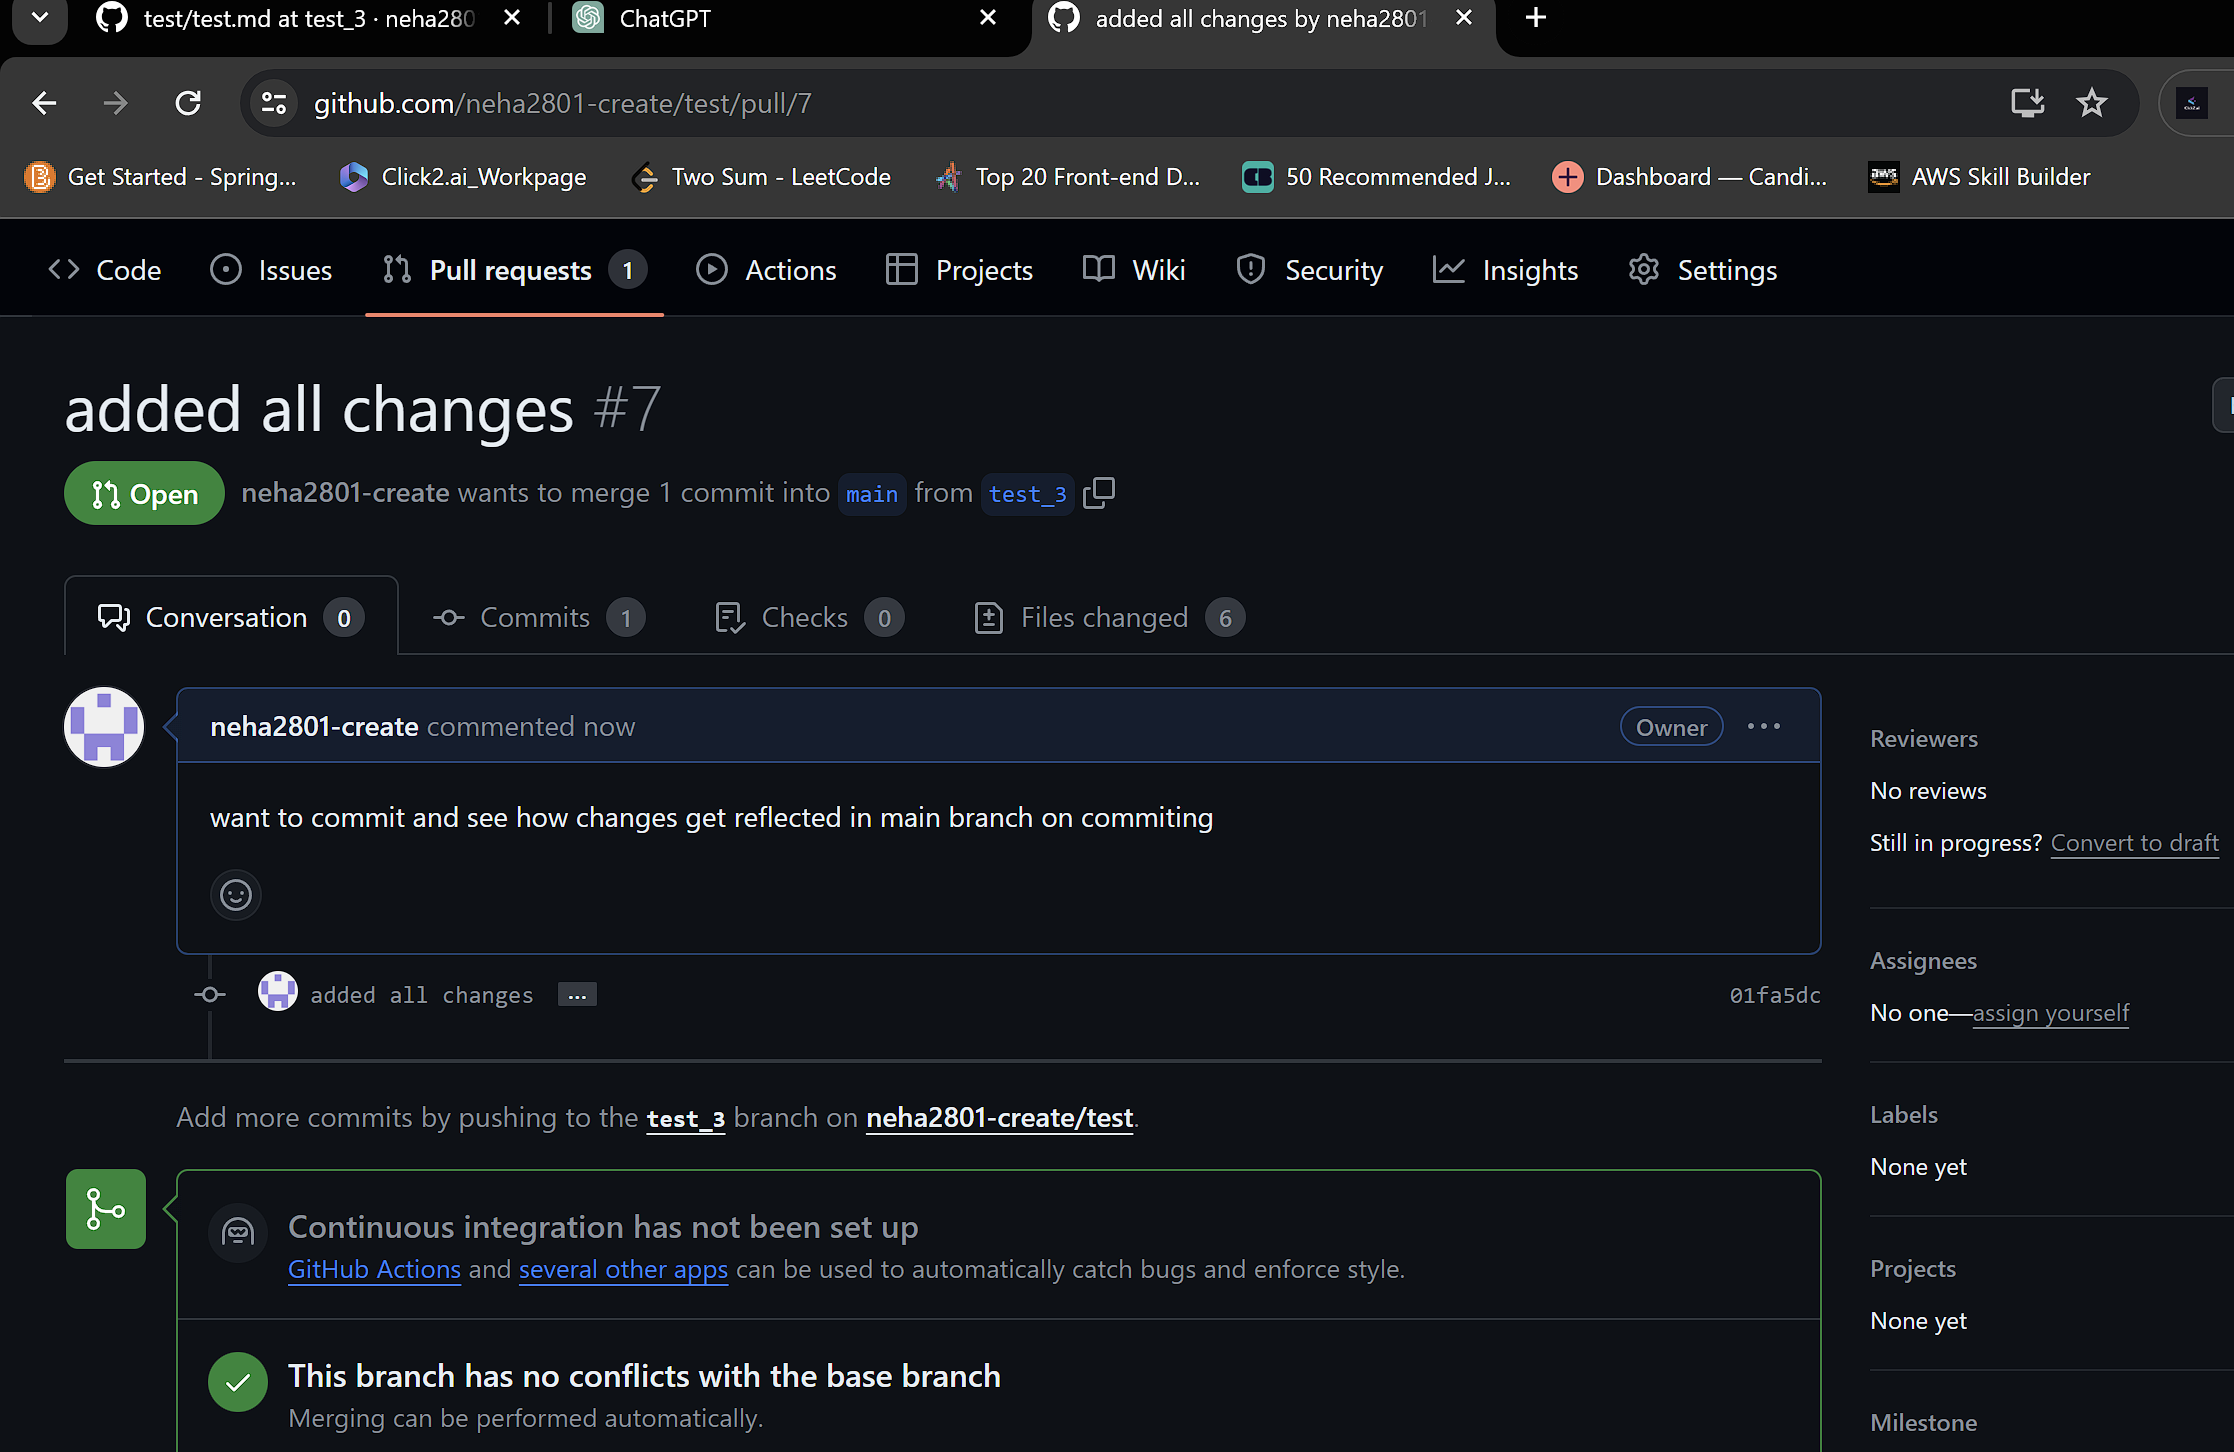 test/test.md at test_3 · neha280
ChatGPT
added all changes by neha2801
github.com/neha2801-create/test/pull/7
Get Started - Spring...
Click2.ai_Workpage
Two Sum - LeetCode
Top 20 Front-end D...
50 Recommended J...
Dashboard — Candi...
AWS Skill Builder
Code
Issues
Pull requests 1
Actions
Projects
Wiki
Security
Insights
Settings
added all changes #7
Open
neha2801-create wants to merge 1 commit into main from test_3
Conversation 0
Commits 1
Checks 0
Files changed 6
neha2801-create commented now
Owner
want to commit and see how changes get reflected in main branch on commiting
added all changes ...
01fa5dc
Add more commits by pushing to the test_3 branch on neha2801-create/test.
Continuous integration has not been set up
GitHub Actions and several other apps can be used to automatically catch bugs and enforce style.
This branch has no conflicts with the base branch
Merging can be performed automatically.
Reviewers
No reviews
Still in progress? Convert to draft
Assignees
No one—assign yourself
Labels
None yet
Projects
None yet
Milestone